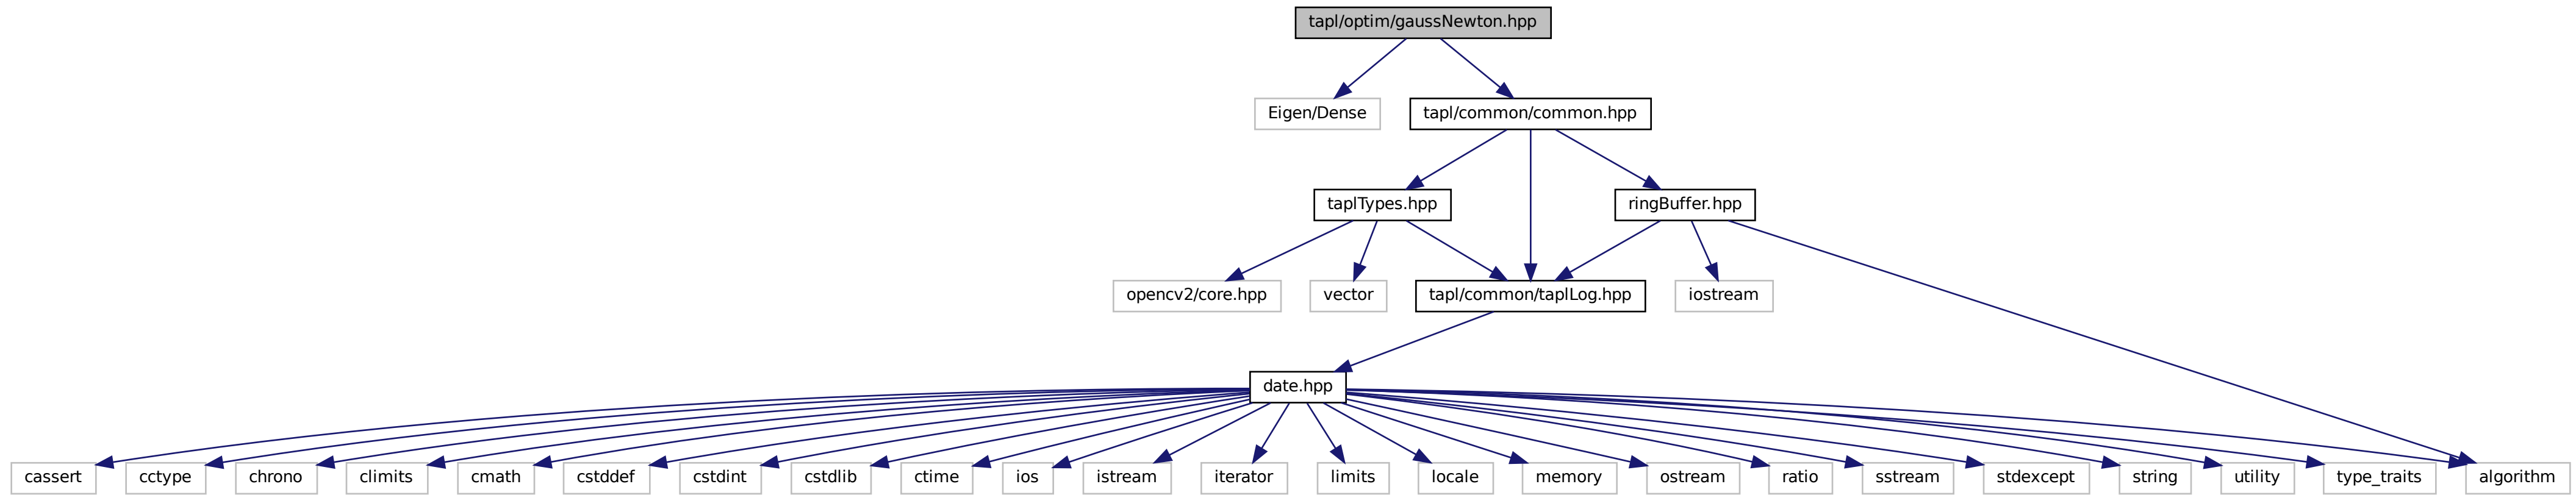 tapl/optim/gaussNewton.hpp
Eigen/Dense
tapl/common/common.hpp
taplTypes.hpp
ringBuffer.hpp
opencv2/core.hpp
vector
tapl/common/taplLog.hpp
iostream
date.hpp
cassert
cctype
chrono
climits
cmath
cstddef
cstdint
cstdlib
ctime
ios
istream
iterator
limits
locale
memory
ostream
ratio
sstream
stdexcept
string
utility
type_traits
algorithm